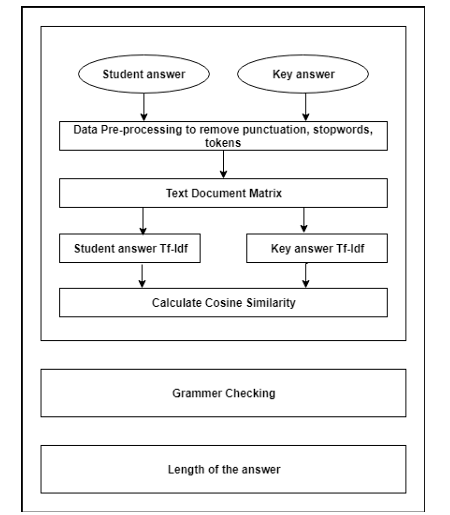 Student answer
Key answer
Data Pre-processing to remove punctuation, stopwords,
tokens
Text Document Matrix
Student answer Tf-Idf
Key answer Tf-Idf
Calculate Cosine Similarity
Grammer Checking
Length of the answer